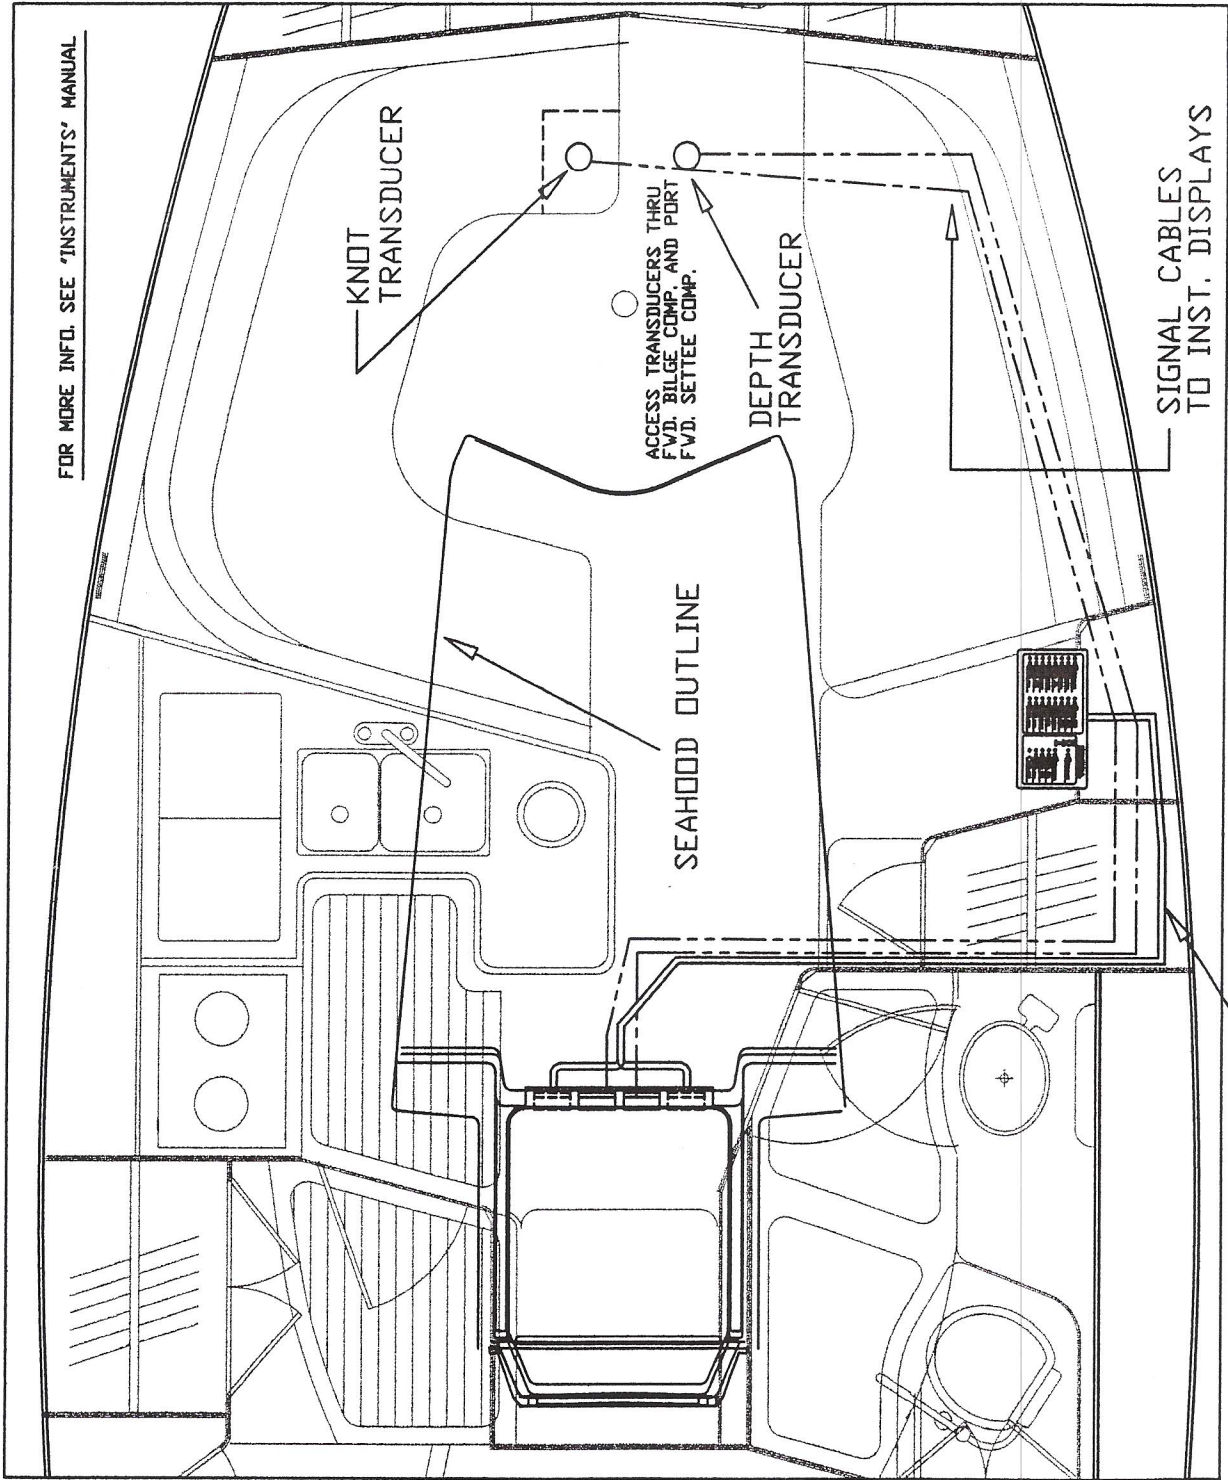 FOR MORE INFO. SEE 'INSTRUMENTS' MANUAL
KNOT
TRANSDUCER
ACCESS TRANSDUCERS THRU
FWD. BILGE COMP. AND PORT
FWD. SETTEE COMP.
DEPTH
TRANSDUCER
SEAHOOD OUTLINE
SIGNAL CABLES
TO INST. DISPLAYS